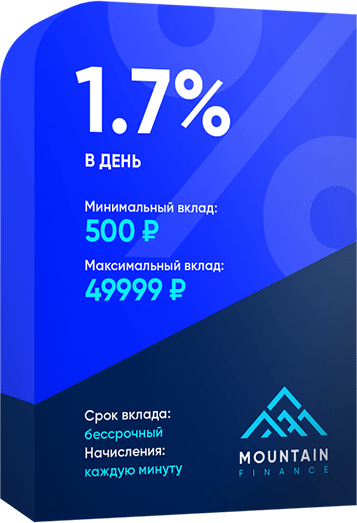 1.7%
В ДЕНЬ
Минимальный вклад:
500 ₽
Максимальный вклад:
49999 ₽
Срок вклада:
бессрочный
Начисления:
каждую минуту
MOUNTAIN
FINANCE